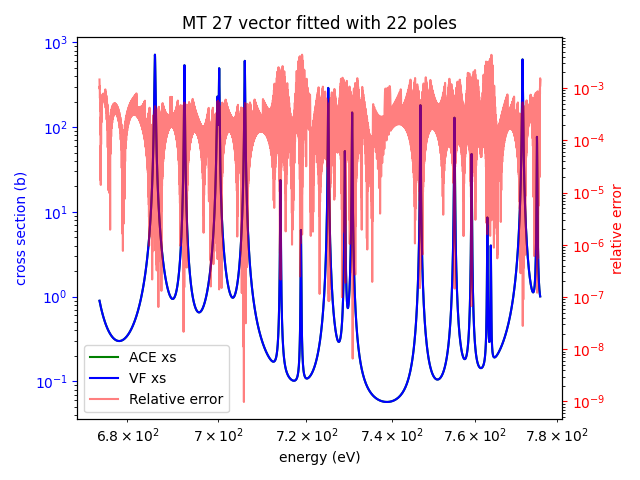 MT 27 vector fitted with 22 poles
cross section (b)
10³
10²
10¹
10⁰
10⁻¹
10⁻³
10⁻⁴
10⁻⁵
10⁻⁶
10⁻⁷
10⁻⁸
10⁻⁹
relative error
ACE xs
VF xs
Relative error
6.8 × 10² 7 × 10² 7.2 × 10² 7.4 × 10² 7.6 × 10² 7.8 × 10²
energy (eV)